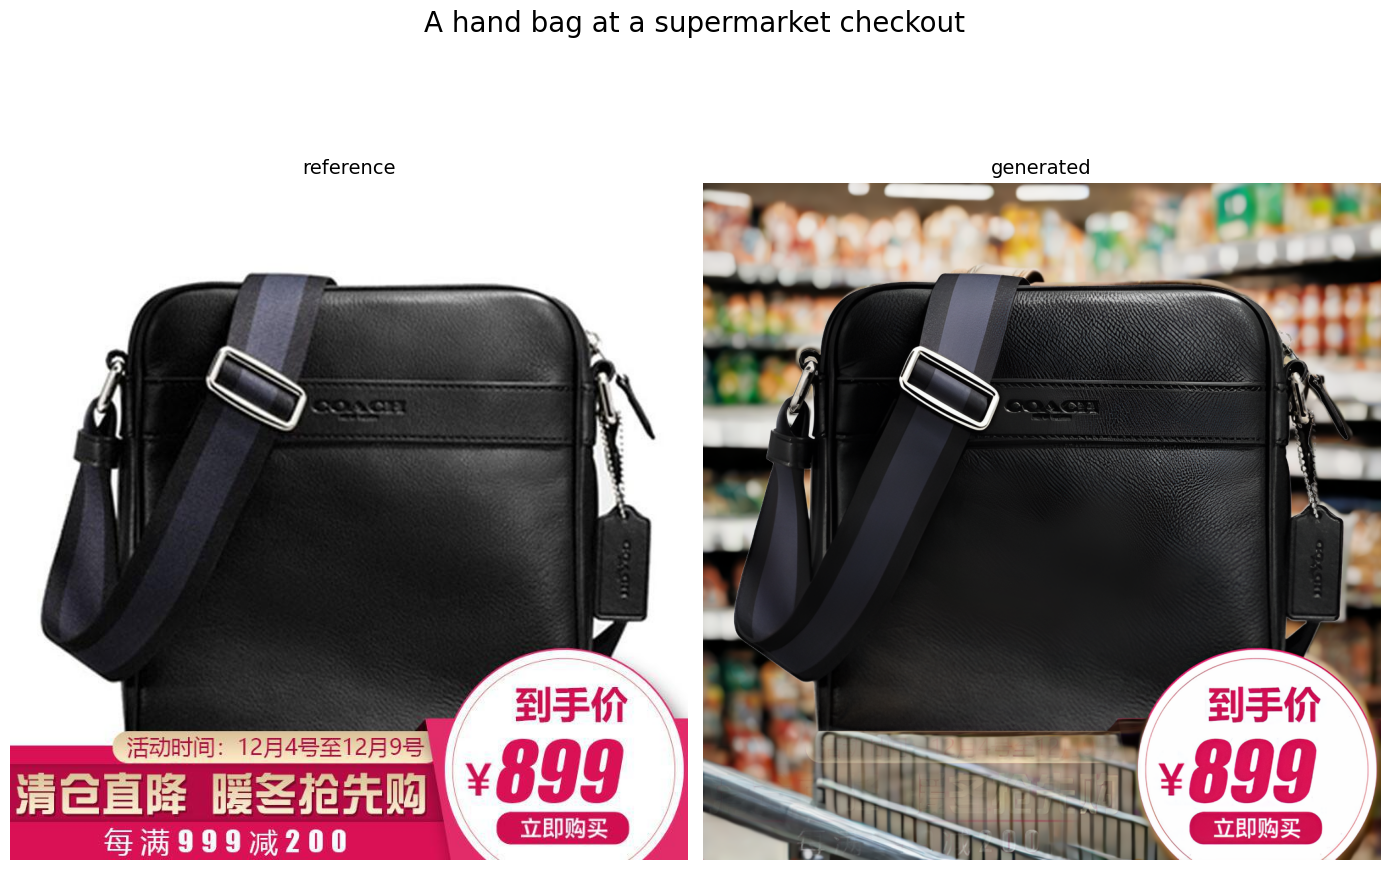 A hand bag at a supermarket checkout
reference
generated
COACH
COACH
到手价
¥899
立即购买
活动时间：12月4号至12月9号
清仓直降 暖冬抢先购
每满999减200
COACH
COACH
到手价
¥899
立即购买